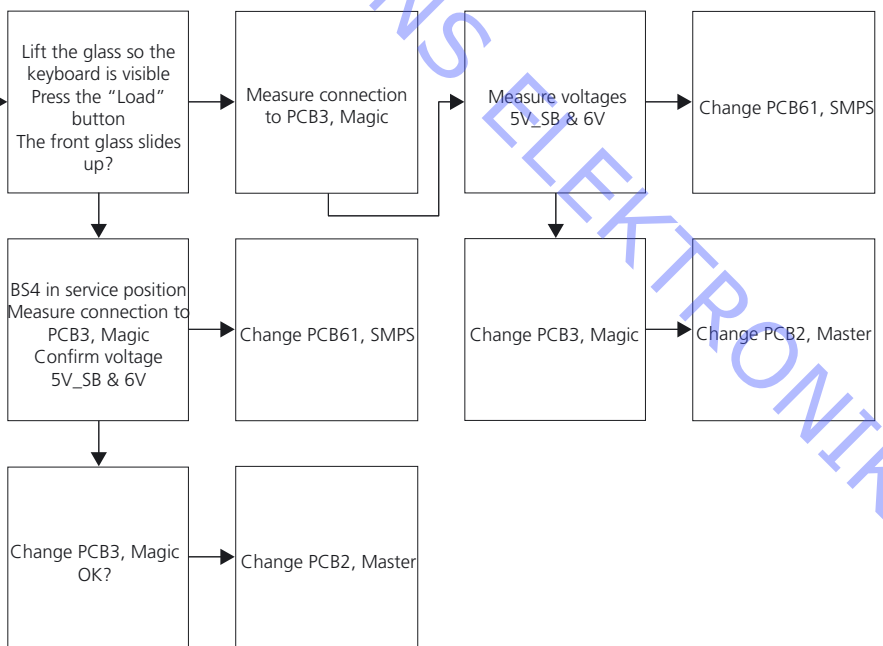 Lift the glass so the
keyboard is visible
Press the “Load”
button
The front glass slides
up?
Measure connection
to PCB3, Magic
Measure voltages
5V_SB & 6V
Change PCB61, SMPS
BS4 in service position
Measure connection to
PCB3, Magic
Confirm voltage
5V_SB & 6V
Change PCB61, SMPS
Change PCB3, Magic
Change PCB2, Master
Change PCB3, Magic
OK?
Change PCB2, Master
NS ELEKTRONIK